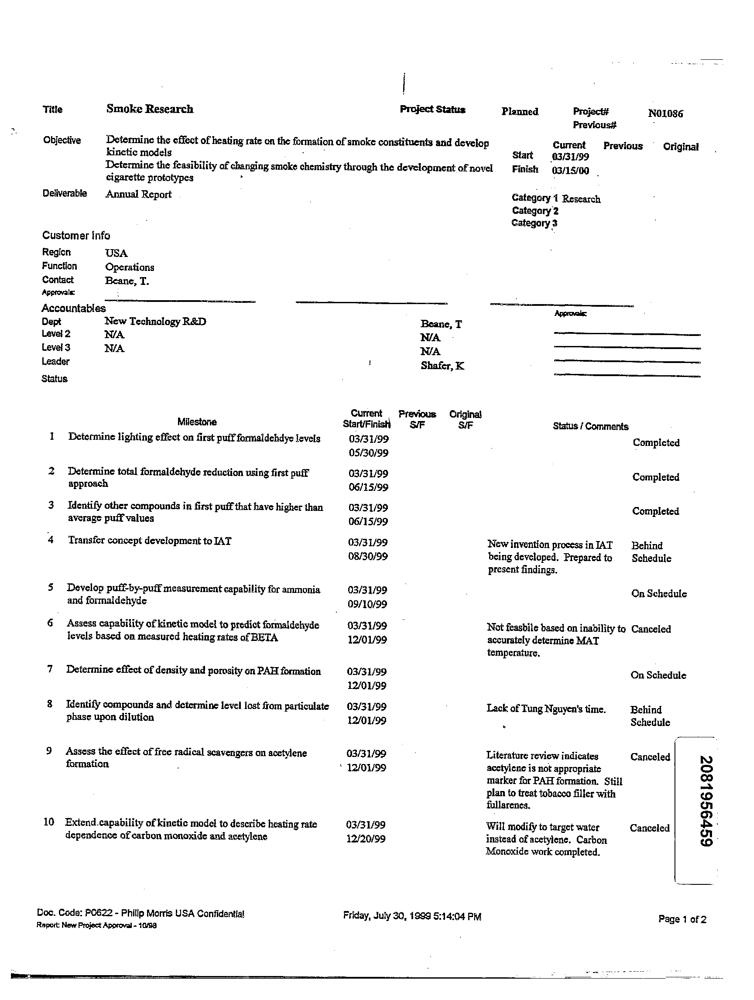 Title Smoke Research Project Status Planned Project# N01086
Previous#
Objective Determine the effect of heating rate on the formation of smoke constituents and develop
kinetic models
Determine the feasibility of changing smoke chemistry through the development of novel
cigarette prototypes
Current Previous Original
Start 03/31/99
Finish 03/15/00
Deliverable Annual Report
Category 1 Research
Category 2
Category 3
Customer Info
Region USA
Function Operations
Contact Beane, T.
Approvals:
Accountables
Approvals:
Dept New Technology R&D Beane, T
Level 2 N/A N/A
Level 3 N/A N/A
Leader Shafer, K
Status
Milestone Current Start/Finish Previous S/F Original S/F Status / Comments
1 Determine lighting effect on first puff formaldehdye levels 03/31/99 Completed
05/30/99
2 Determine total formaldehyde reduction using first puff 03/31/99 Completed
approach 06/15/99
3 Identify other compounds in first puff that have higher than 03/31/99 Completed
average puff values 06/15/99
4 Transfer concept development to IAT 03/31/99 New invention process in IAT Behind
08/30/99 being developed. Prepared to Schedule
present findings.
5 Develop puff-by-puff measurement capability for ammonia 03/31/99 On Schedule
and formaldehyde 09/10/99
6 Assess capability of kinetic model to predict formaldehyde 03/31/99 Not feasbile based on inability to Canceled
levels based on measured heating rates of BETA 12/01/99 accurately determine MAT
temperature.
7 Determine effect of density and porosity on PAH formation 03/31/99 On Schedule
12/01/99
8 Identify compounds and determine level lost from particulate 03/31/99 Lack of Tung Nguyen's time. Behind
phase upon dilution 12/01/99 Schedule
9 Assess the effect of free radical scavengers on acetylene 03/31/99 Literature review indicates Canceled
formation 12/01/99 acetylene is not appropriate
marker for PAH formation. Still
plan to treat tobacco filler with
fullarenes.
10 Extend capability of kinetic model to describe heating rate 03/31/99 Will modify to target water Canceled
dependence of carbon monoxide and acetylene 12/20/99 instead of acetylene. Carbon
Monoxide work completed.
2081956459
Doc. Code: P0622 - Philip Morris USA Confidential Friday, July 30, 1999 5:14:04 PM Page 1 of 2
Report: New Project Approval - 10/98